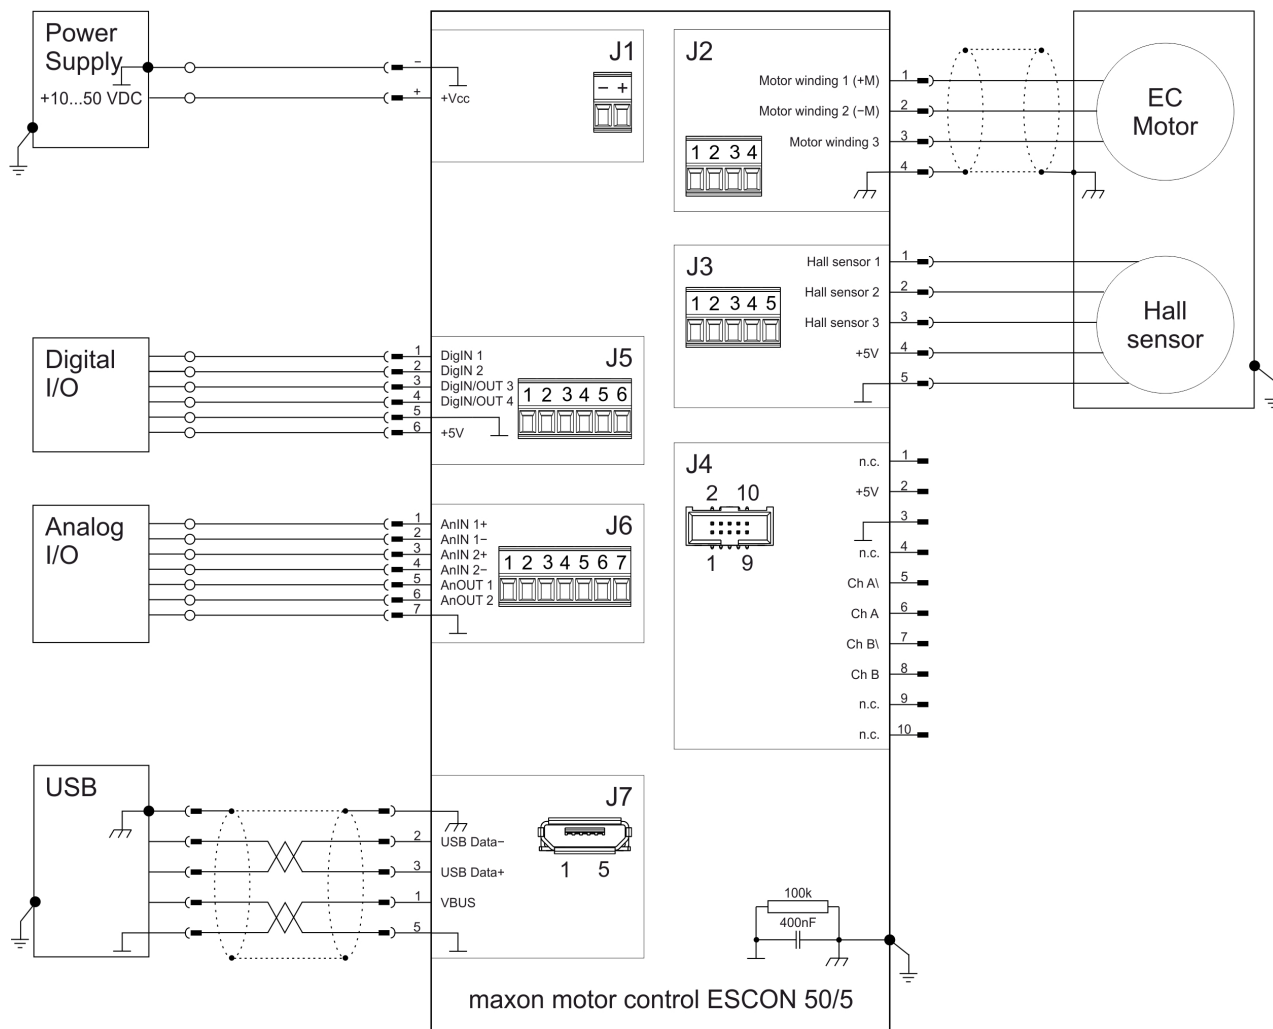 Power
Supply
+10...50 VDC
−
+
+Vcc
J1
− +
J2
1 2 3 4
Motor winding 1 (+M)
1
Motor winding 2 (−M)
2
Motor winding 3
3
4
EC
Motor
J3
1 2 3 4 5
Hall sensor 1
1
Hall sensor 2
2
Hall sensor 3
3
+5V
4
5
Hall
sensor
Digital
I/O
1
DigIN 1
2
DigIN 2
3
DigIN/OUT 3
4
DigIN/OUT 4
5
6
+5V
J5
1 2 3 4 5 6
J4
2 10
1 9
n.c.
1
+5V
2
3
n.c.
4
Ch A\
5
Ch A
6
Ch B\
7
Ch B
8
n.c.
9
n.c.
10
Analog
I/O
1
AnIN 1+
2
AnIN 1−
3
AnIN 2+
4
AnIN 2−
5
AnOUT 1
6
AnOUT 2
7
J6
1 2 3 4 5 6 7
USB
2
USB Data−
3
USB Data+
1
VBUS
5
J7
1 5
100k
400nF
maxon motor control ESCON 50/5